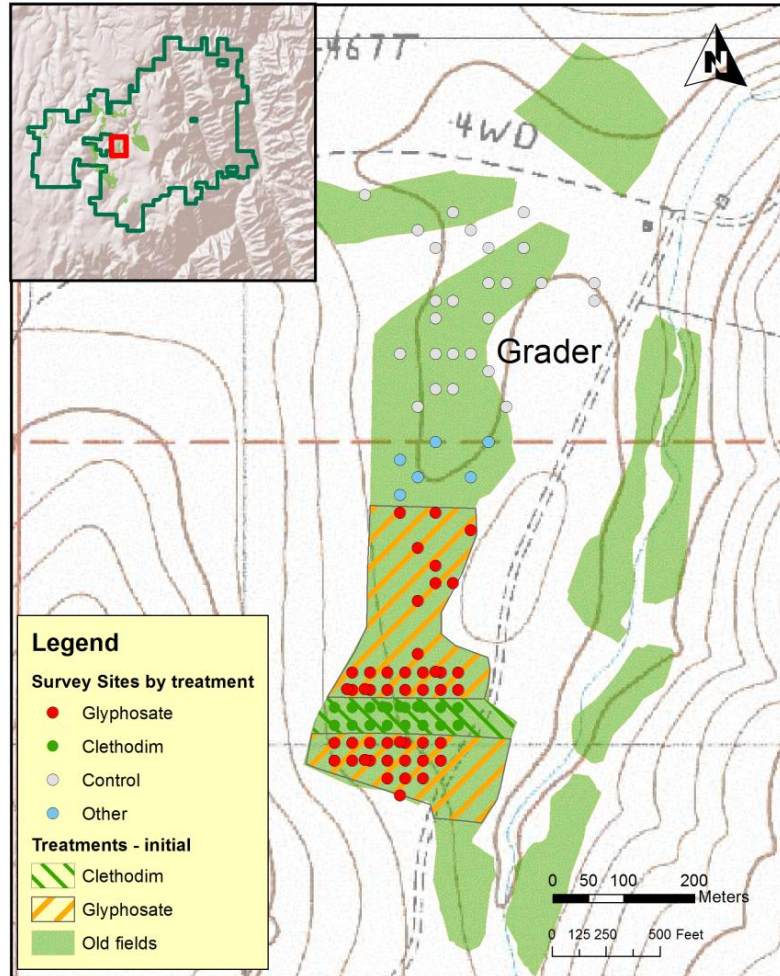 -467T
4WD
N
Grader
Legend
Survey Sites by treatment
Glyphosate
Clethodim
Control
Other
Treatments - initial
Clethodim
Glyphosate
Old fields
0 50 100 200
Meters
0 125 250 500 Feet